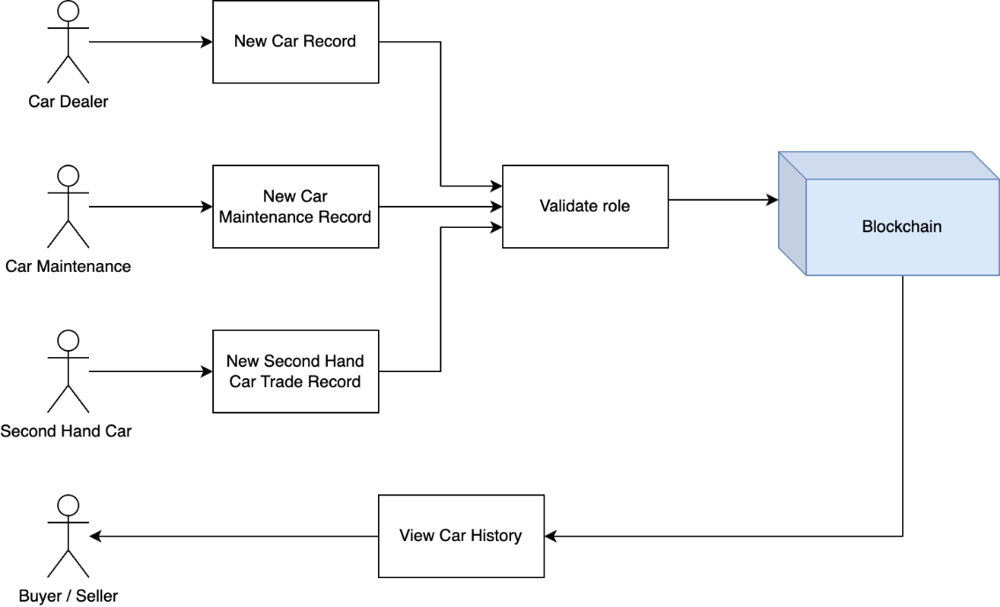 New Car Record
Car Dealer
New Car
Maintenance Record
Validate role
Blockchain
Car Maintenance
New Second Hand
Car Trade Record
Second Hand Car
View Car History
Buyer / Seller